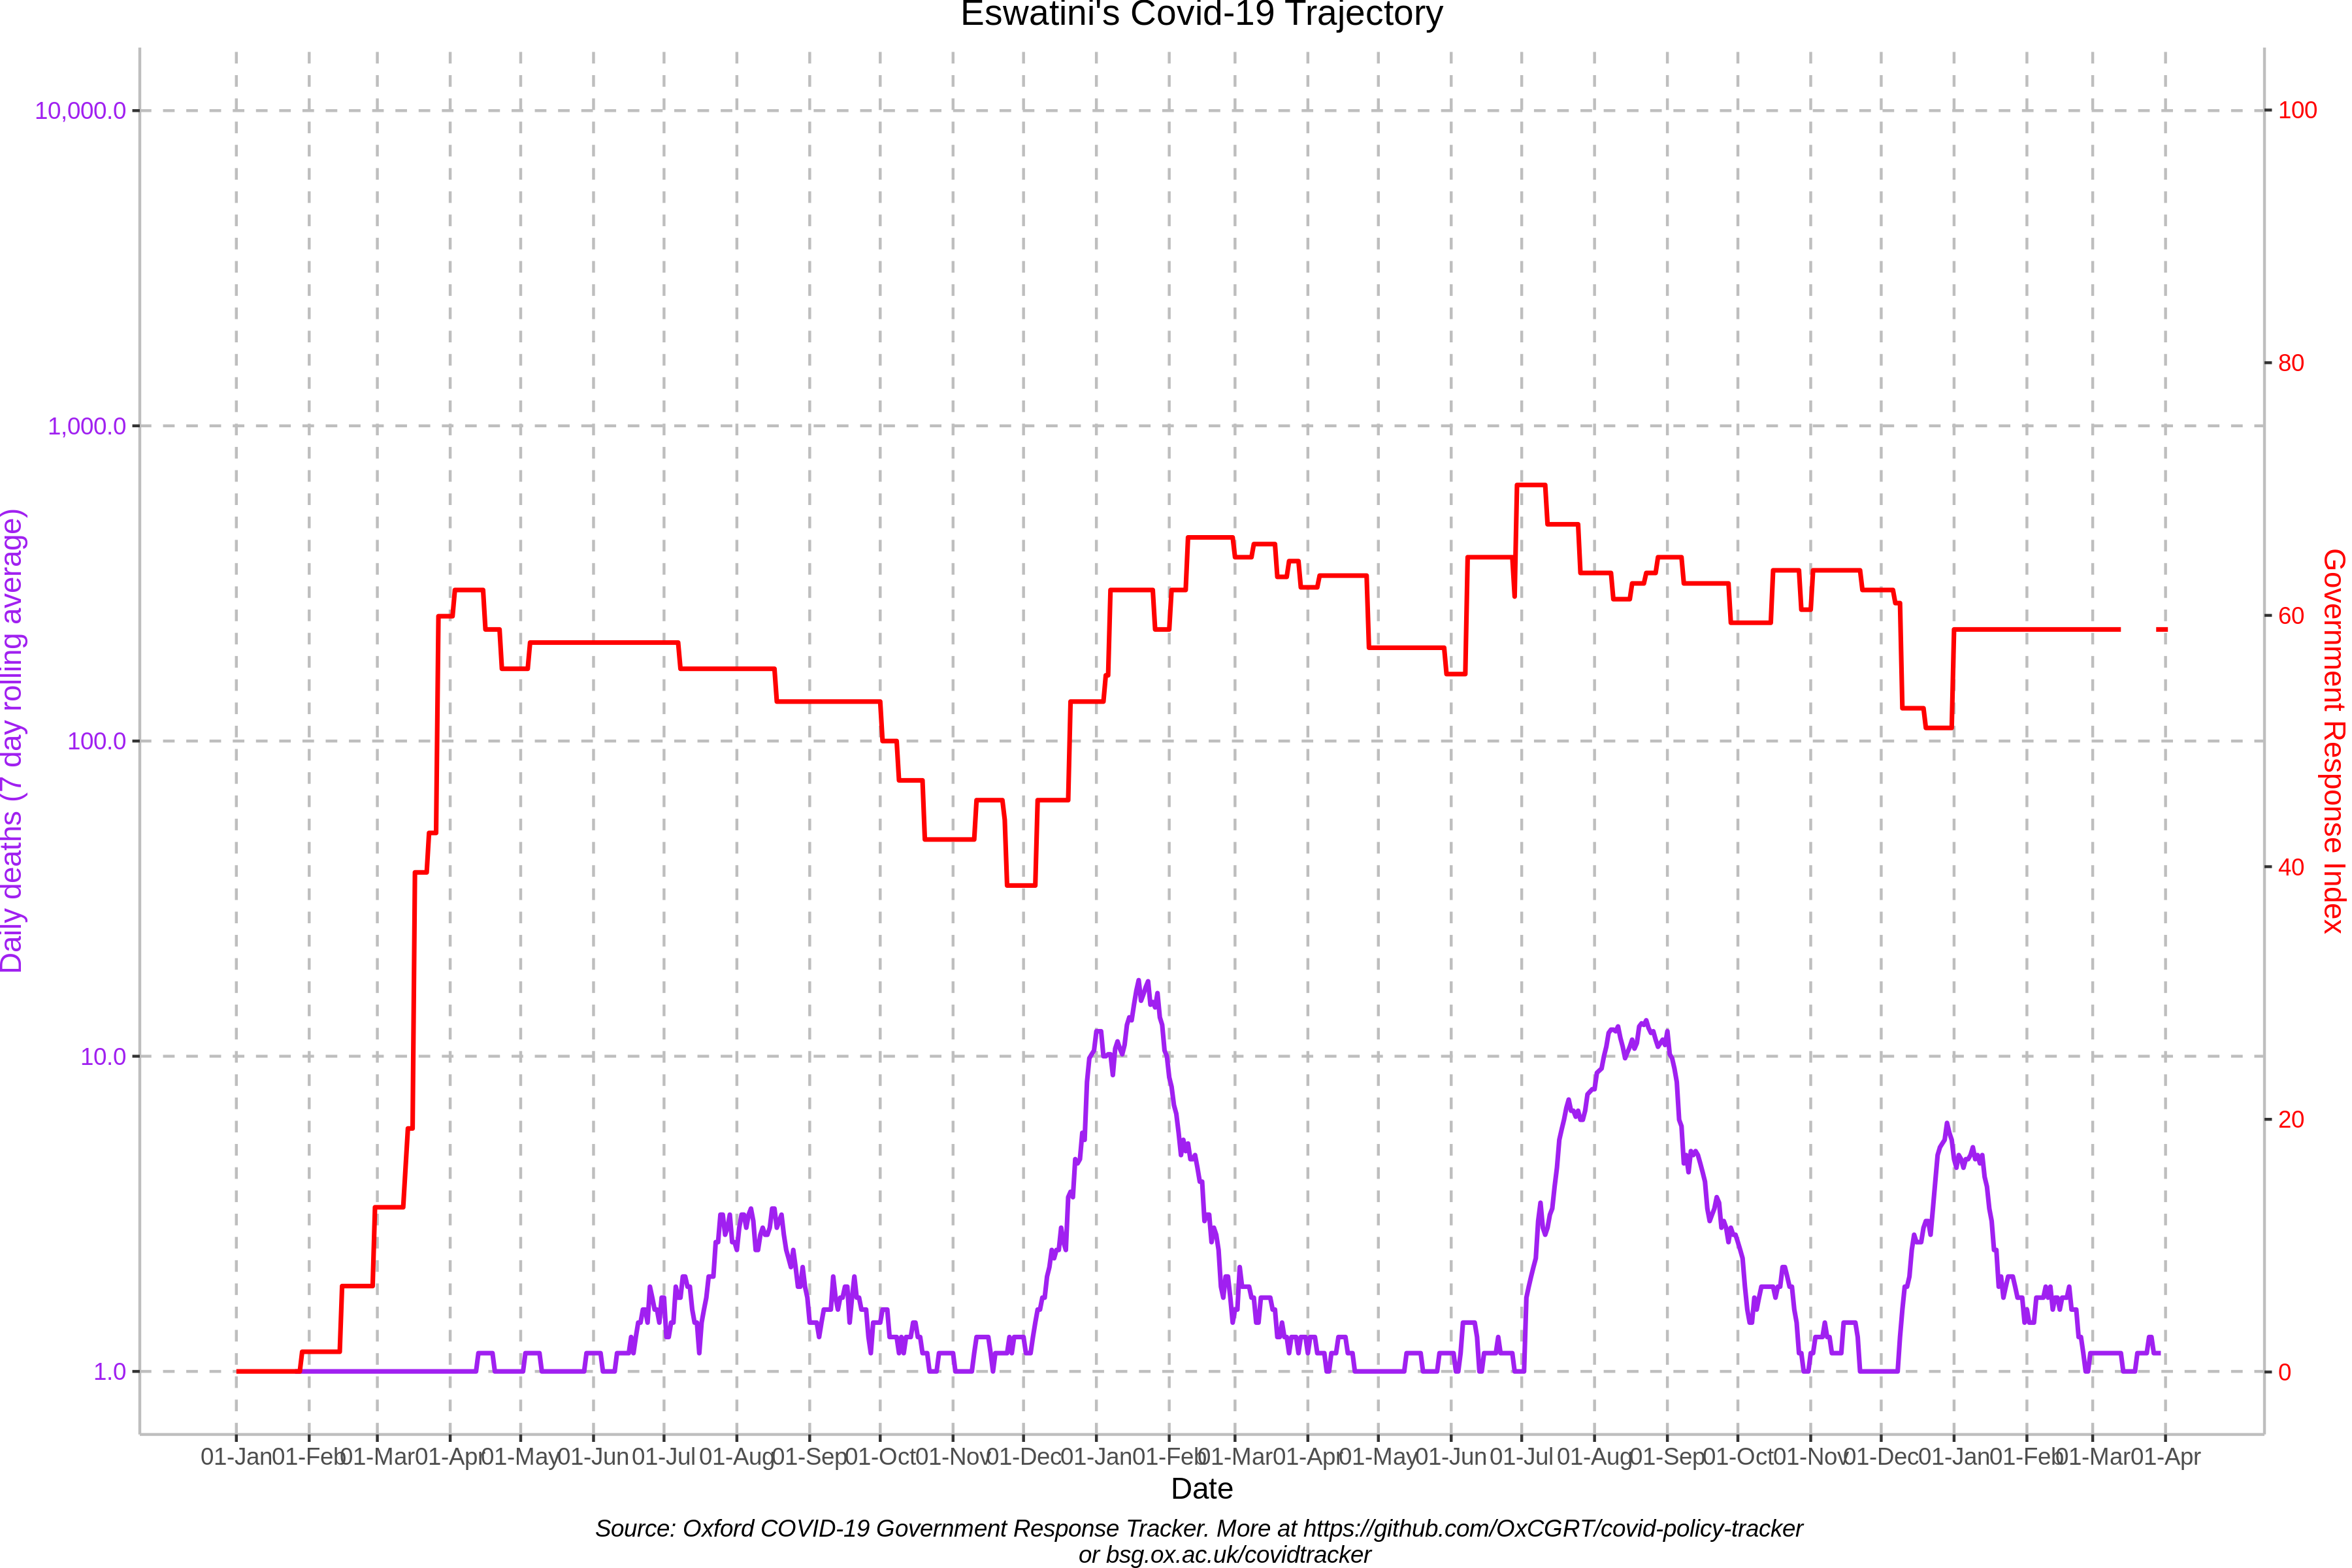 Eswatini's Covid-19 Trajectory
10,000.0
1,000.0
100.0
10.0
1.0
Daily deaths (7 day rolling average)
100
80
60
40
20
0
Government Response Index
01-Jan 01-Feb 01-Mar 01-Apr 01-May 01-Jun 01-Jul 01-Aug 01-Sep 01-Oct 01-Nov 01-Dec 01-Jan 01-Feb 01-Mar 01-Apr 01-May 01-Jun 01-Jul 01-Aug 01-Sep 01-Oct 01-Nov 01-Dec 01-Jan 01-Feb 01-Mar 01-Apr
Date
Source: Oxford COVID-19 Government Response Tracker. More at https://github.com/OxCGRT/covid-policy-tracker
or bsg.ox.ac.uk/covidtracker